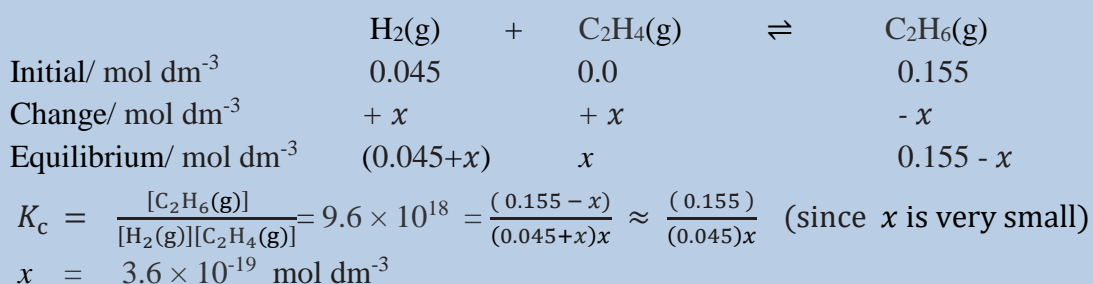 H₂(g) + C₂H₄(g) ⇌ C₂H₆(g)
Initial/ mol dm⁻³ 0.045 0.0 0.155
Change/ mol dm⁻³ + 𝑥 + 𝑥 - 𝑥
Equilibrium/ mol dm⁻³ (0.045+𝑥) 𝑥 0.155 - 𝑥
𝐾c = [C₂H₆(g)]/[H₂(g)][C₂H₄(g)] = 9.6 × 10¹⁸ = ( 0.155 − 𝑥)/(0.045+𝑥)𝑥 ≈ ( 0.155 )/(0.045)𝑥 (since 𝑥 is very small)
𝑥 = 3.6 × 10⁻¹⁹ mol dm⁻³